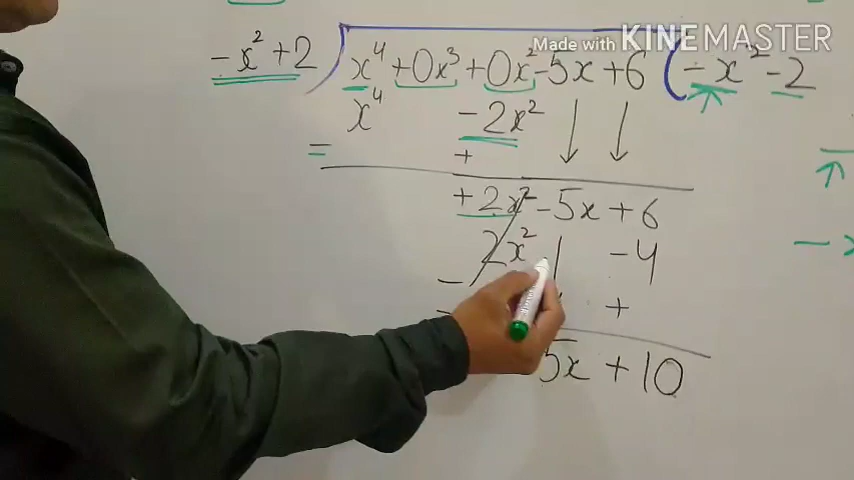 Made with KINEMASTER
-x² + 2 ) x⁴ + 0x³ + 0x² - 5x + 6 ( -x² - 2
x⁴ - 2x² ↓ ↓
= +
+ 2x² - 5x + 6
2x² - 4
- +
5x + 10